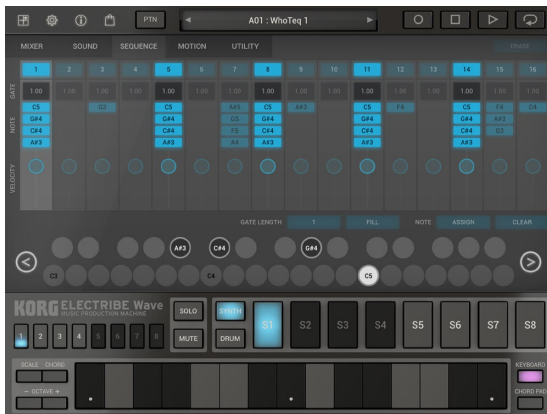 PTN
A01 : WhoTeq 1
MIXER SOUND SEQUENCE MOTION UTILITY ERASE
1 2 3 4 5 6 7 8 9 10 11 12 13 14 15 16
GATE 1.00 1.00 1.00 1.00 1.00 1.00 1.00 1.00 1.00 1.00 1.00 1.00 1.00 1.00 1.00
NOTE
C5 G3 C5 A#5 C5 A#3 C5 F4 C5 F4 C4
G#4 G#4 G5 G#4 G#4 G#4 A#3
C#4 C#4 F5 C#4 C#4 C#4 G3
A#3 A#3 A4 A#3 A#3 A#3
VELOCITY
GATE LENGTH 1 FILL NOTE ASSIGN CLEAR
A#3 C#4 G#4
C3 C4 C5
KORG ELECTRIBE Wave
MUSIC PRODUCTION MACHINE
SOLO SYNTH S1 S2 S3 S4 S5 S6 S7 S8
1 2 3 4 5 6 7 8
MUTE DRUM
SCALE CHORD KEYBOARD
- OCTAVE + CHORD PAD